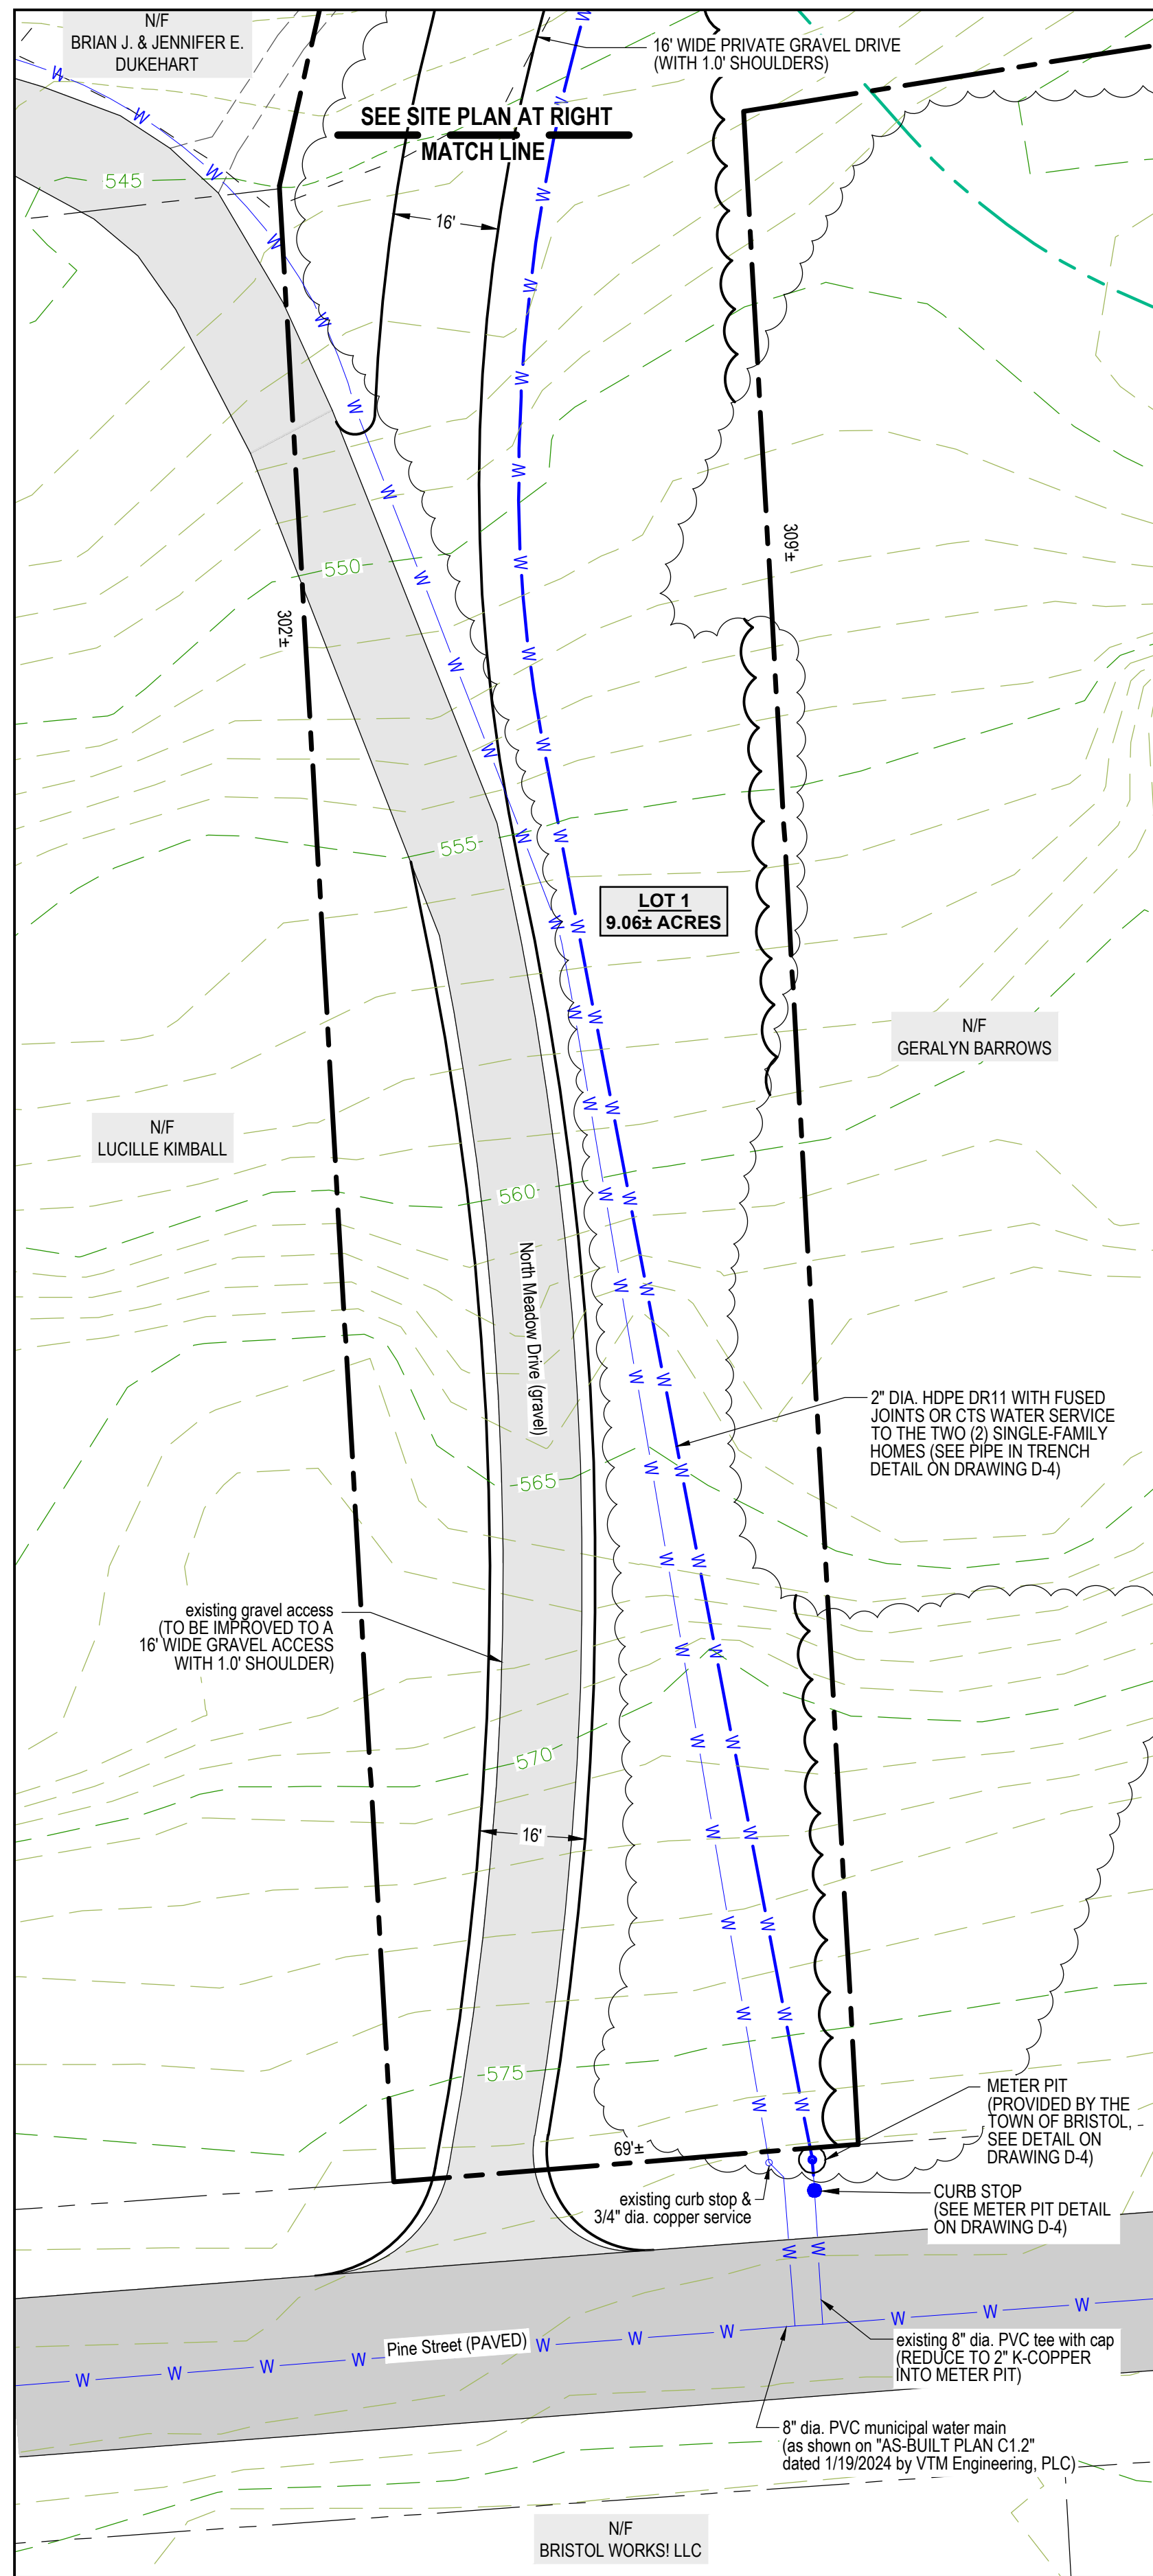 N/F
BRIAN J. & JENNIFER E.
DUKEHART
16' WIDE PRIVATE GRAVEL DRIVE
(WITH 1.0' SHOULDERS)
SEE SITE PLAN AT RIGHT
MATCH LINE
545
16'
309'±
550
302'±
555
LOT 1
9.06± ACRES
N/F
GERALYN BARROWS
N/F
LUCILLE KIMBALL
560
North Meadow Drive (gravel)
2" DIA. HDPE DR11 WITH FUSED
JOINTS OR CTS WATER SERVICE
TO THE TWO (2) SINGLE-FAMILY
HOMES (SEE PIPE IN TRENCH
DETAIL ON DRAWING D-4)
565
existing gravel access
(TO BE IMPROVED TO A
16' WIDE GRAVEL ACCESS
WITH 1.0' SHOULDER)
570
16'
575
METER PIT
(PROVIDED BY THE
TOWN OF BRISTOL,
SEE DETAIL ON
DRAWING D-4)
69'±
existing curb stop &
3/4" dia. copper service
CURB STOP
(SEE METER PIT DETAIL
ON DRAWING D-4)
W W W W W W W W W
Pine Street (PAVED)
existing 8" dia. PVC tee with cap
(REDUCE TO 2" K-COPPER
INTO METER PIT)
8" dia. PVC municipal water main
(as shown on "AS-BUILT PLAN C1.2"
dated 1/19/2024 by VTM Engineering, PLC)
N/F
BRISTOL WORKS! LLC